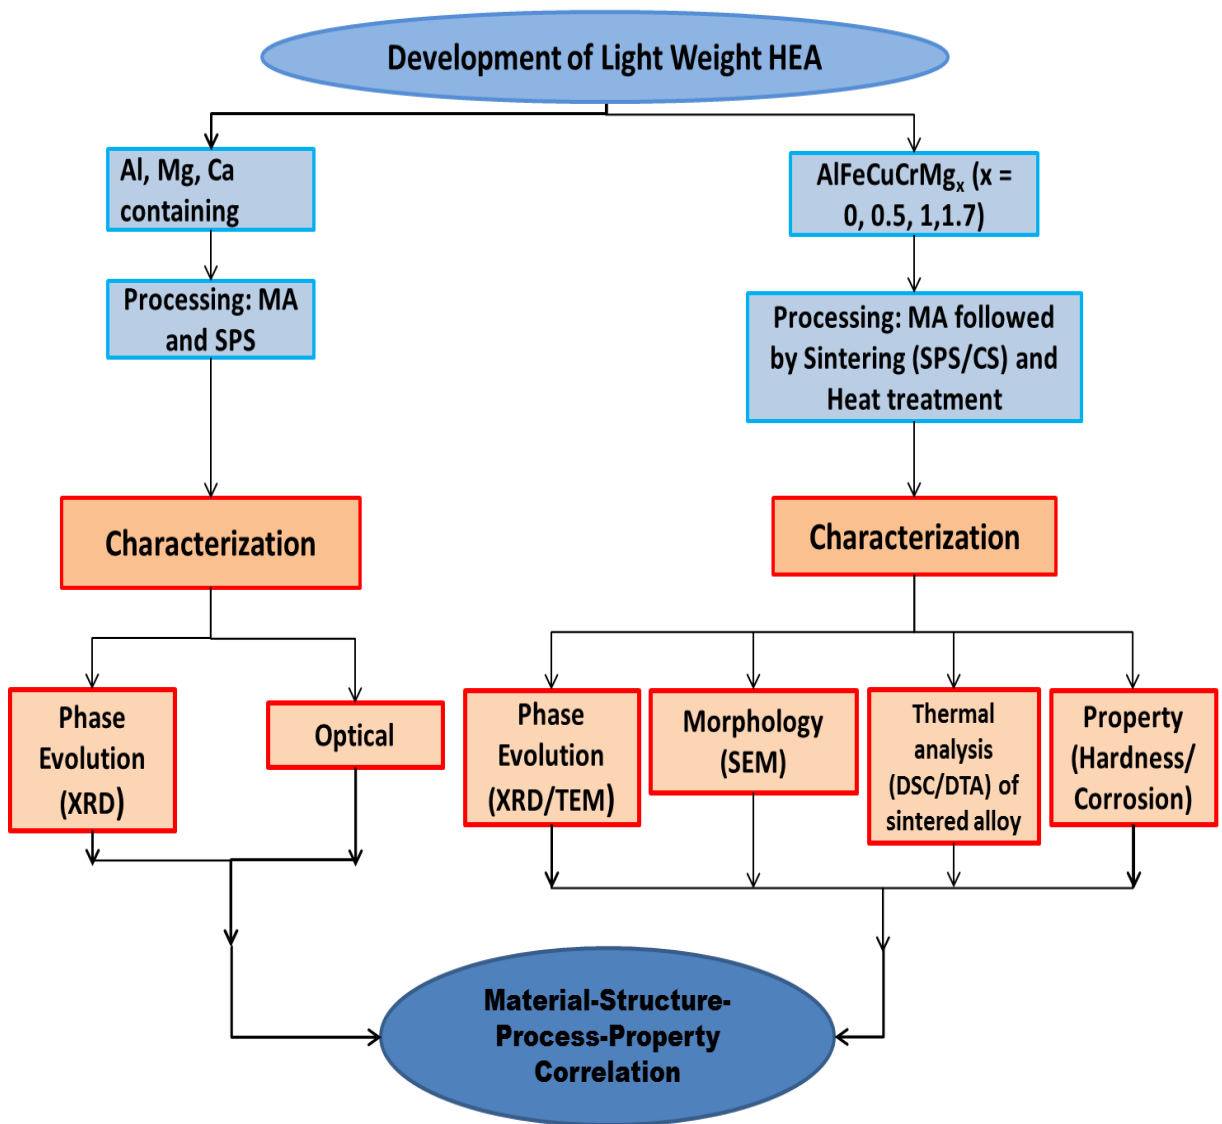 Development of Light Weight HEA
Al, Mg, Ca
containing
AlFeCuCrMgₓ (x =
0, 0.5, 1,1.7)
Processing: MA
and SPS
Processing: MA followed
by Sintering (SPS/CS) and
Heat treatment
Characterization
Characterization
Phase
Evolution
(XRD)
Optical
Phase
Evolution
(XRD/TEM)
Morphology
(SEM)
Thermal
analysis
(DSC/DTA) of
sintered alloy
Property
(Hardness/
Corrosion)
Material-Structure-
Process-Property
Correlation